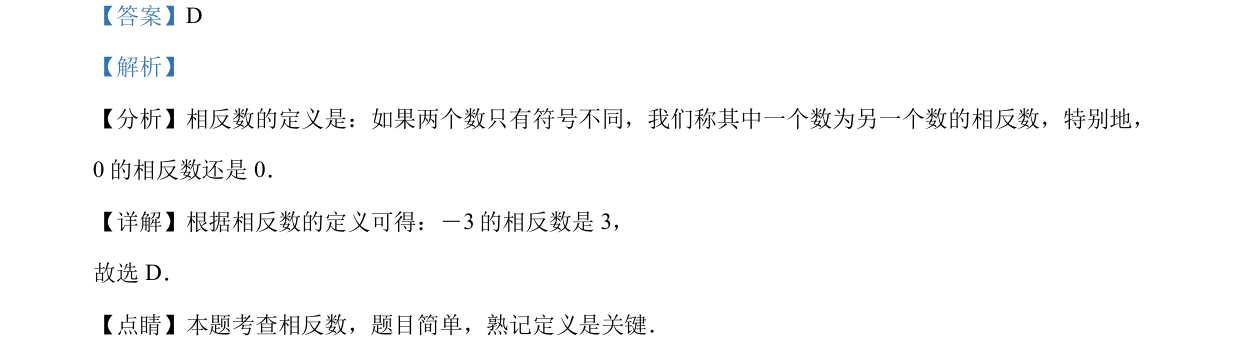 【答案】D
【解析】
【分析】相反数的定义是：如果两个数只有符号不同，我们称其中一个数为另一个数的相反数，特别地，
0 的相反数还是 0．
【详解】根据相反数的定义可得：－3 的相反数是 3，
故选 D．
【点睛】本题考查相反数，题目简单，熟记定义是关键．